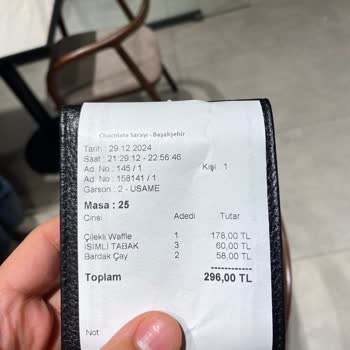 Chocolate Sarayı - Başakşehir
Tarih : 29.12.2024
Saat : 21:29:12 - 22:56:46
Ad. No : 145 / 1 Kişi : 1
Ad. No : 158141 / 1
Garson : 2 - USAME
Masa : 25
Cinsi Adedi Tutar
Çilekli Waffle 1 178,00 TL
İSİMLİ TABAK 3 60,00 TL
Bardak Çay 2 58,00 TL
Toplam 296,00 TL
Not